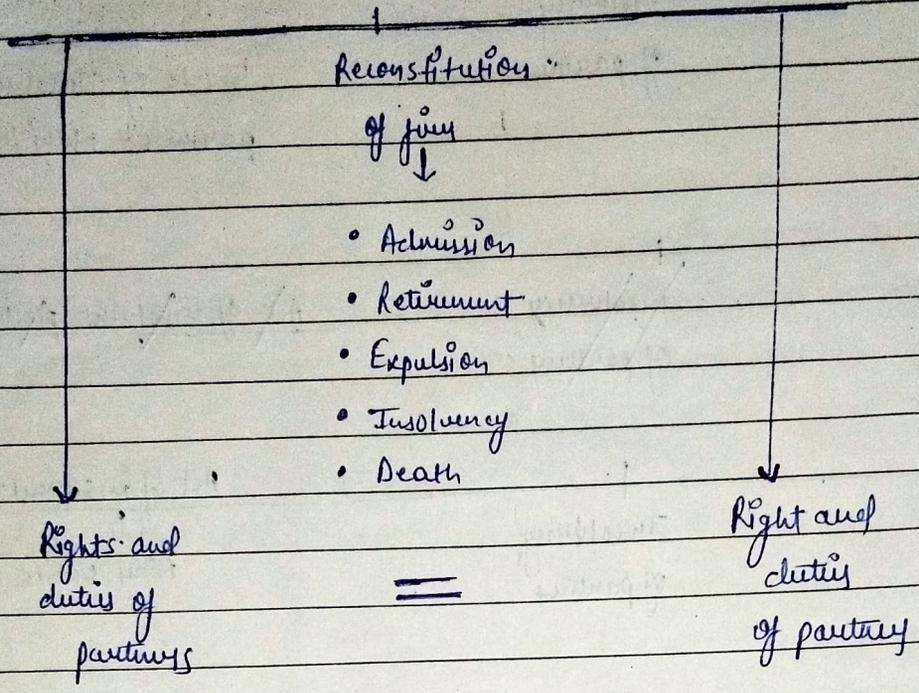 Reconstitution
of firm
• Admission
• Retirement
• Expulsion
• Insolvency
• Death
Rights and
duties of
partners
=
Right and
duties
of partners